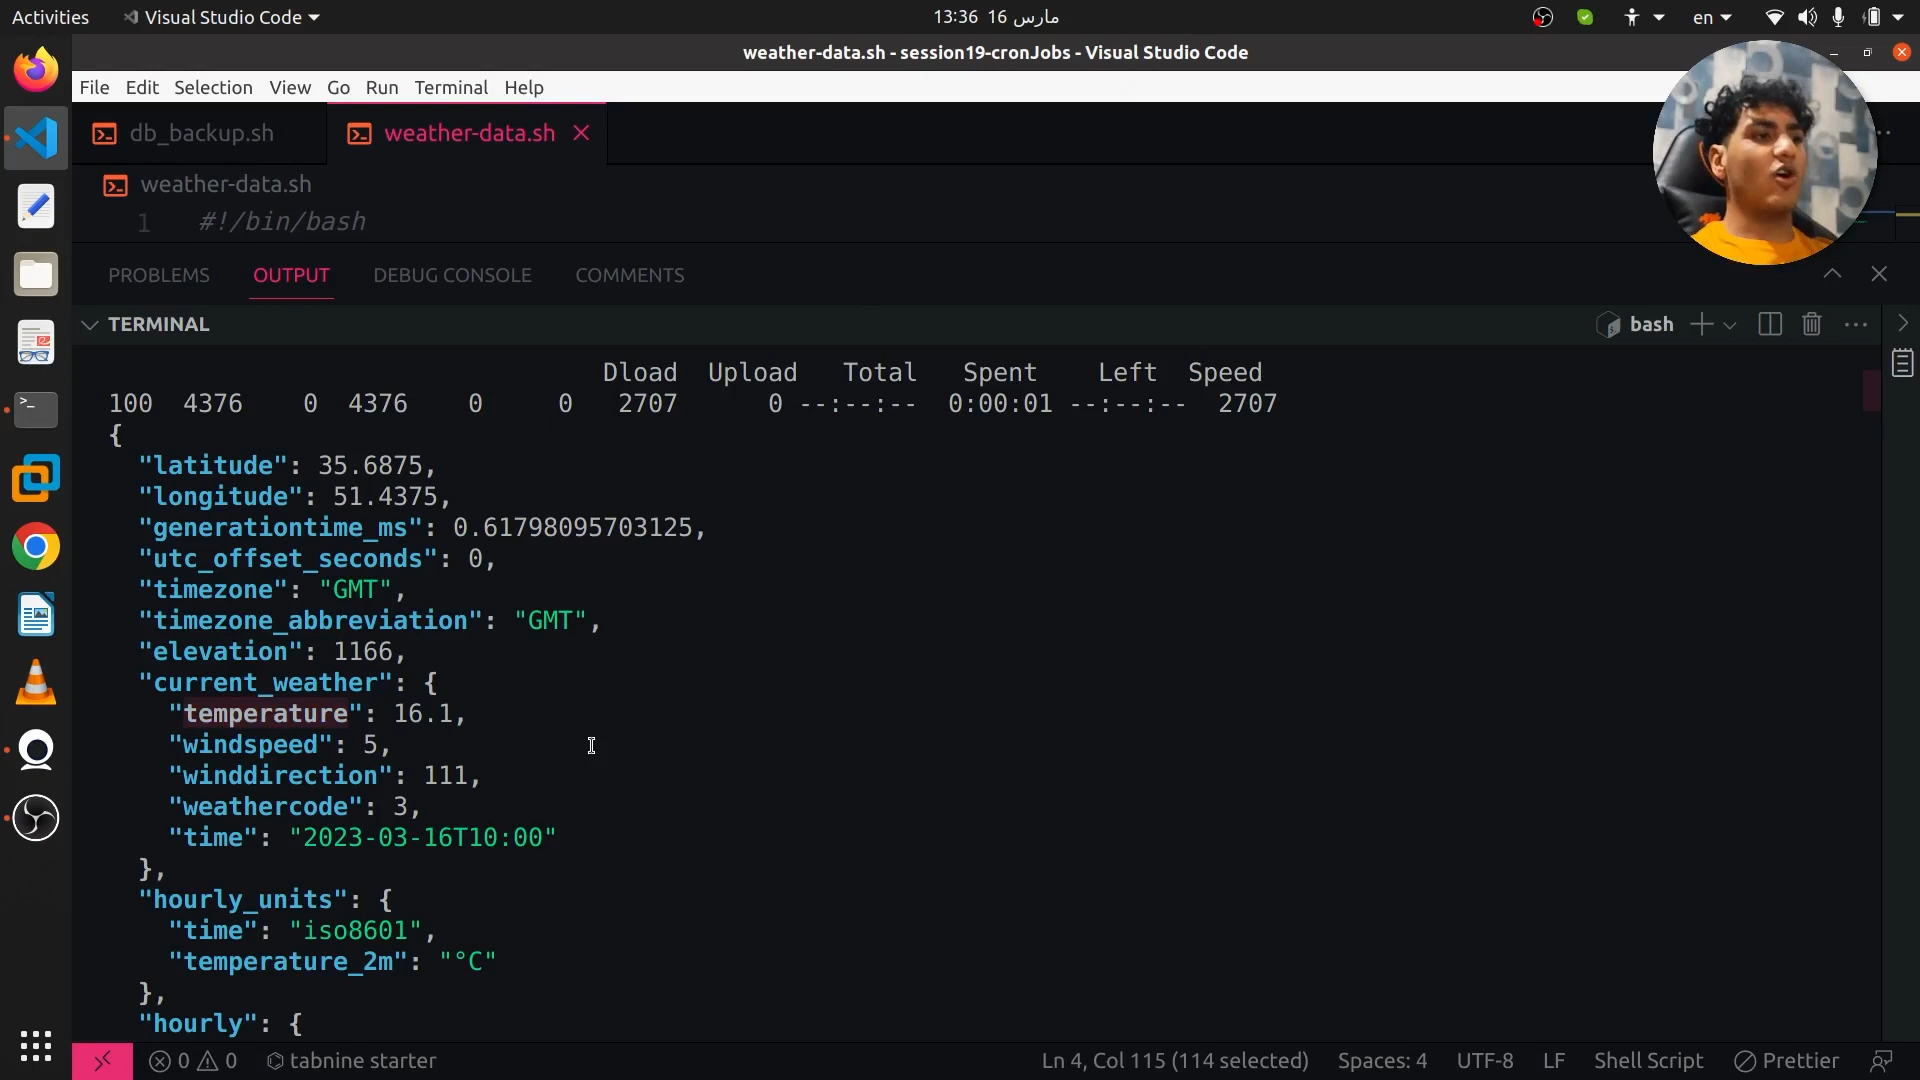 Activities
Visual Studio Code
13:36 16 مارس
en
weather-data.sh - session19-cronJobs - Visual Studio Code
File Edit Selection View Go Run Terminal Help
db_backup.sh
weather-data.sh
weather-data.sh
1 #!/bin/bash
PROBLEMS OUTPUT DEBUG CONSOLE COMMENTS
TERMINAL
bash
Dload Upload Total Spent Left Speed
100 4376 0 4376 0 0 2707 0 --:--:-- 0:00:01 --:--:-- 2707
{
"latitude": 35.6875,
"longitude": 51.4375,
"generationtime_ms": 0.61798095703125,
"utc_offset_seconds": 0,
"timezone": "GMT",
"timezone_abbreviation": "GMT",
"elevation": 1166,
"current_weather": {
"temperature": 16.1,
"windspeed": 5,
"winddirection": 111,
"weathercode": 3,
"time": "2023-03-16T10:00"
},
"hourly_units": {
"time": "iso8601",
"temperature_2m": "°C"
},
"hourly": {
0 0 tabnine starter
Ln 4, Col 115 (114 selected) Spaces: 4 UTF-8 LF Shell Script Prettier